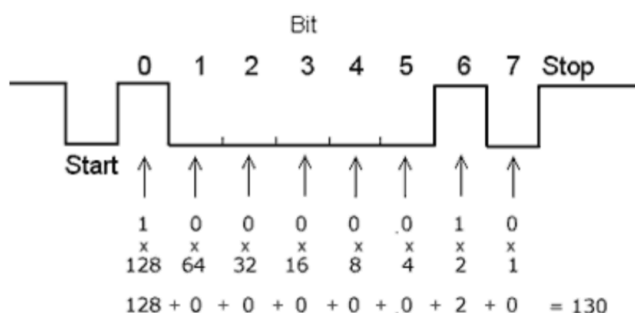 Bit
0 1 2 3 4 5 6 7 Stop
Start
1 0 0 0 0 .0 1 0
x x x x x x x x
128 64 32 16 8 4 2 1
128 + 0 + 0 + 0 + 0 + .0 + 2 + 0 = 130